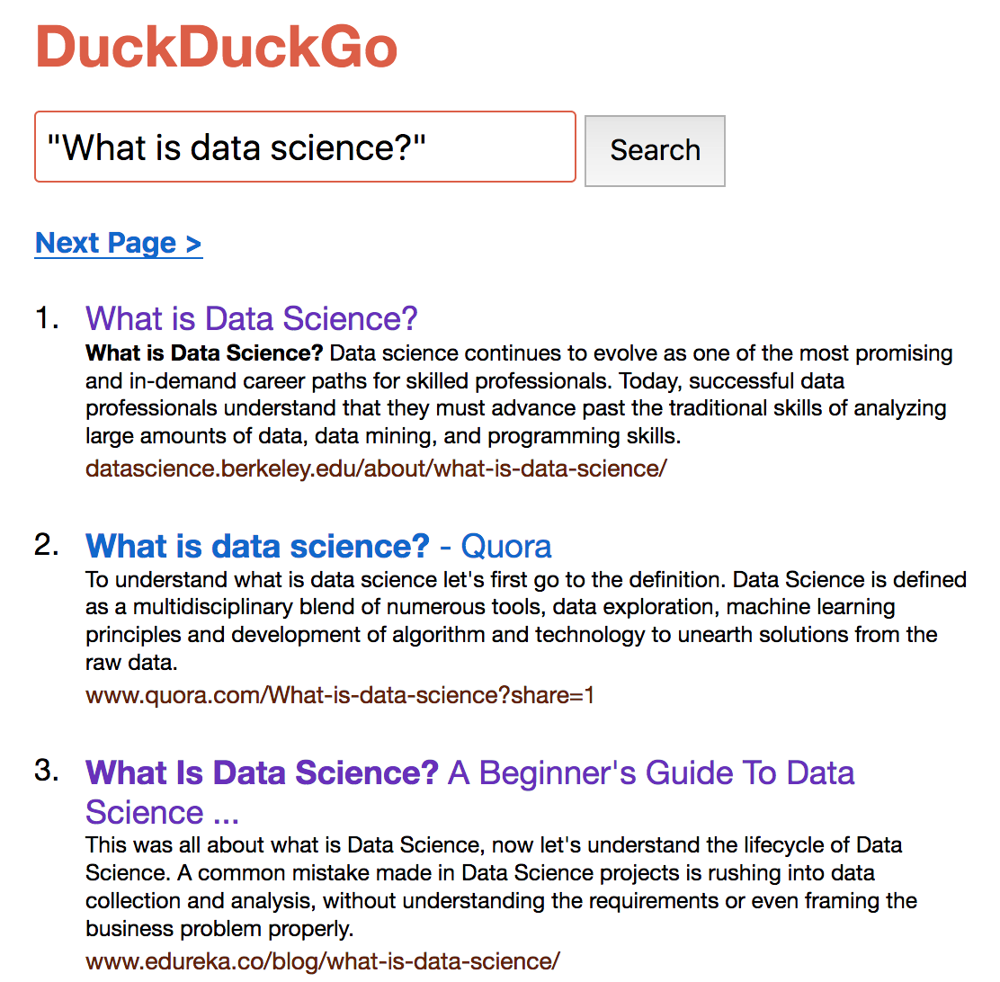 DuckDuckGo
"What is data science?"
Search
Next Page >
1. What is Data Science?
What is Data Science? Data science continues to evolve as one of the most promising
and in-demand career paths for skilled professionals. Today, successful data
professionals understand that they must advance past the traditional skills of analyzing
large amounts of data, data mining, and programming skills.
datascience.berkeley.edu/about/what-is-data-science/
2. What is data science? - Quora
To understand what is data science let's first go to the definition. Data Science is defined
as a multidisciplinary blend of numerous tools, data exploration, machine learning
principles and development of algorithm and technology to unearth solutions from the
raw data.
www.quora.com/What-is-data-science?share=1
3. What Is Data Science? A Beginner's Guide To Data
Science ...
This was all about what is Data Science, now let's understand the lifecycle of Data
Science. A common mistake made in Data Science projects is rushing into data
collection and analysis, without understanding the requirements or even framing the
business problem properly.
www.edureka.co/blog/what-is-data-science/